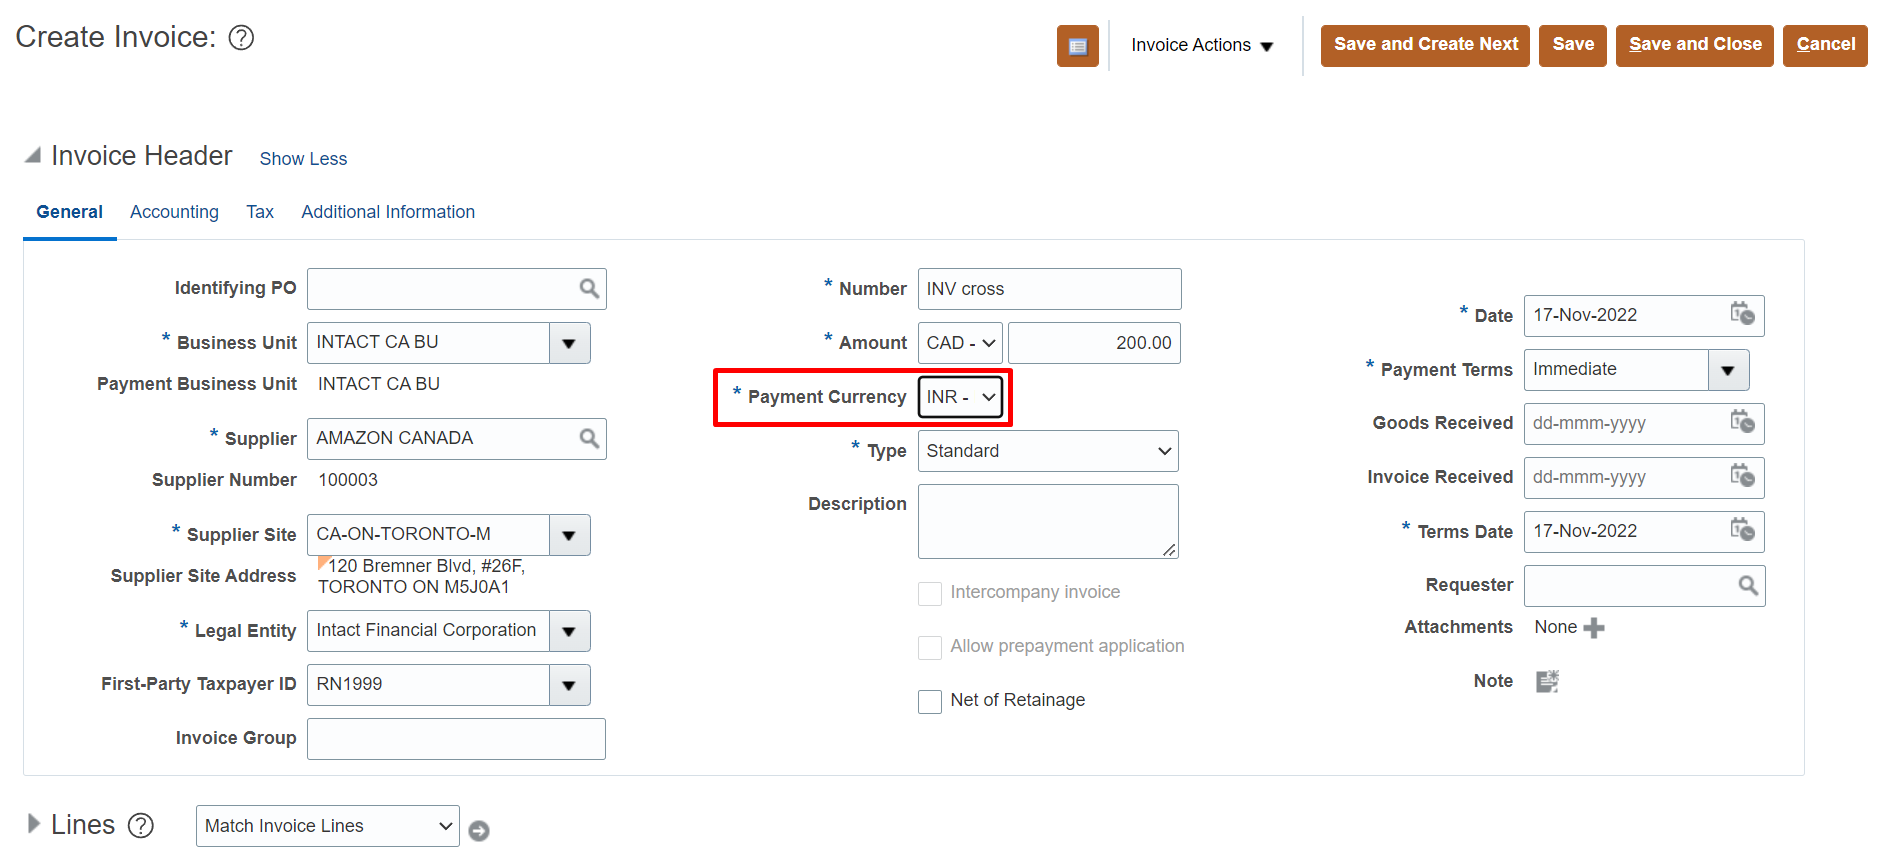 Create Invoice:
Invoice Actions
Save and Create Next
Save
Save and Close
Cancel
Invoice Header
Show Less
General
Accounting
Tax
Additional Information
Identifying PO
* Business Unit INTACT CA BU
Payment Business Unit INTACT CA BU
* Supplier AMAZON CANADA
Supplier Number 100003
* Supplier Site CA-ON-TORONTO-M
Supplier Site Address 120 Bremner Blvd, #26F,
TORONTO ON M5J0A1
* Legal Entity Intact Financial Corporation
First-Party Taxpayer ID RN1999
Invoice Group
* Number INV cross
* Amount CAD - 200.00
* Payment Currency INR -
* Type Standard
Description
Intercompany invoice
Allow prepayment application
Net of Retainage
* Date 17-Nov-2022
* Payment Terms Immediate
Goods Received dd-mmm-yyyy
Invoice Received dd-mmm-yyyy
* Terms Date 17-Nov-2022
Requester
Attachments None
Note
Lines
Match Invoice Lines